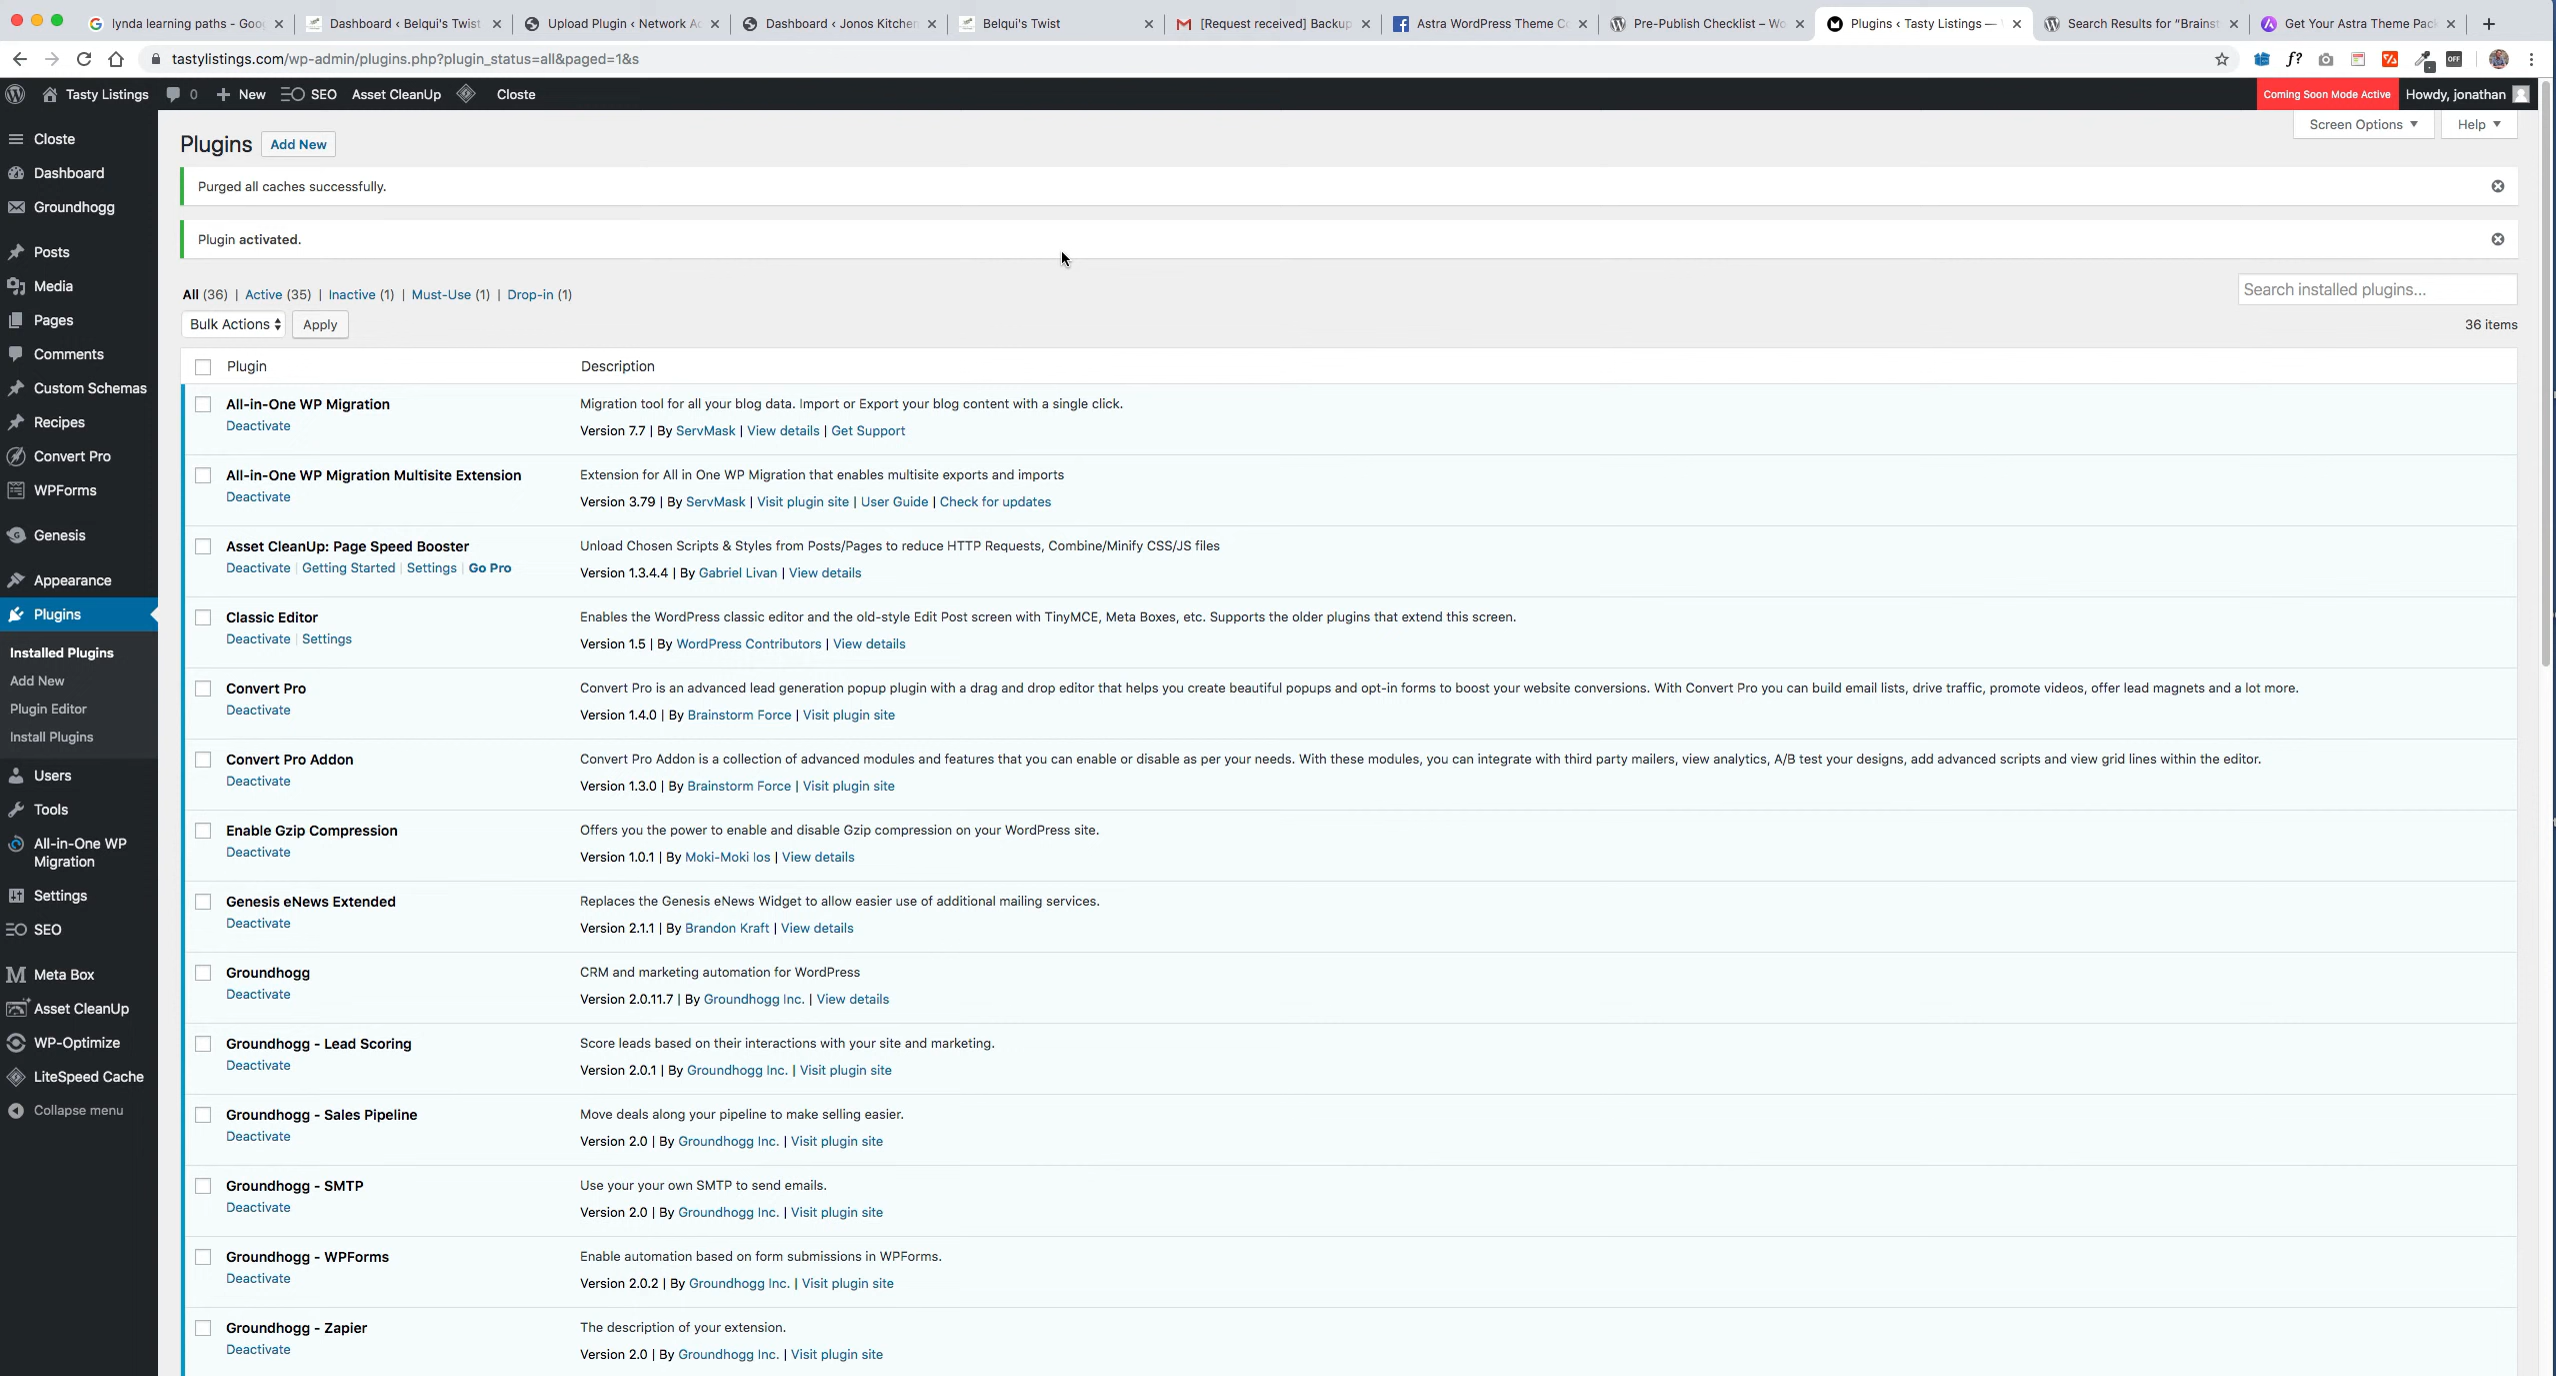 lynda learning paths - Goog
Dashboard ‹ Belqui's Twist
Upload Plugin ‹ Network A
Dashboard ‹ Jonos Kitchen
Belqui's Twist
[Request received] Backup
Astra WordPress Theme C
Pre-Publish Checklist – Wo
Plugins ‹ Tasty Listings —
Search Results for “Brainst
Get Your Astra Theme Pac
tastylistings.com/wp-admin/plugins.php?plugin_status=all&paged=1&s
f?
OFF
Tasty Listings
0
New
SEO
Asset CleanUp
Closte
Coming Soon Mode Active
Howdy, jonathan
Closte
Dashboard
Groundhogg
Posts
Media
Pages
Comments
Custom Schemas
Recipes
Convert Pro
WPForms
Genesis
Appearance
Plugins
Installed Plugins
Add New
Plugin Editor
Install Plugins
Users
Tools
All-in-One WP
Migration
Settings
SEO
Meta Box
Asset CleanUp
WP-Optimize
LiteSpeed Cache
Collapse menu
Screen Options
Help
Plugins
Add New
Purged all caches successfully.
Plugin activated.
All (36) | Active (35) | Inactive (1) | Must-Use (1) | Drop-in (1)
Search installed plugins...
Bulk Actions
Apply
36 items
Plugin
Description
All-in-One WP Migration
Deactivate
Migration tool for all your blog data. Import or Export your blog content with a single click.
Version 7.7 | By ServMask | View details | Get Support
All-in-One WP Migration Multisite Extension
Deactivate
Extension for All in One WP Migration that enables multisite exports and imports
Version 3.79 | By ServMask | Visit plugin site | User Guide | Check for updates
Asset CleanUp: Page Speed Booster
Deactivate | Getting Started | Settings | Go Pro
Unload Chosen Scripts & Styles from Posts/Pages to reduce HTTP Requests, Combine/Minify CSS/JS files
Version 1.3.4.4 | By Gabriel Livan | View details
Classic Editor
Deactivate | Settings
Enables the WordPress classic editor and the old-style Edit Post screen with TinyMCE, Meta Boxes, etc. Supports the older plugins that extend this screen.
Version 1.5 | By WordPress Contributors | View details
Convert Pro
Deactivate
Convert Pro is an advanced lead generation popup plugin with a drag and drop editor that helps you create beautiful popups and opt-in forms to boost your website conversions. With Convert Pro you can build email lists, drive traffic, promote videos, offer lead magnets and a lot more.
Version 1.4.0 | By Brainstorm Force | Visit plugin site
Convert Pro Addon
Deactivate
Convert Pro Addon is a collection of advanced modules and features that you can enable or disable as per your needs. With these modules, you can integrate with third party mailers, view analytics, A/B test your designs, add advanced scripts and view grid lines within the editor.
Version 1.3.0 | By Brainstorm Force | Visit plugin site
Enable Gzip Compression
Deactivate
Offers you the power to enable and disable Gzip compression on your WordPress site.
Version 1.0.1 | By Moki-Moki Ios | View details
Genesis eNews Extended
Deactivate
Replaces the Genesis eNews Widget to allow easier use of additional mailing services.
Version 2.1.1 | By Brandon Kraft | View details
Groundhogg
Deactivate
CRM and marketing automation for WordPress
Version 2.0.11.7 | By Groundhogg Inc. | View details
Groundhogg - Lead Scoring
Deactivate
Score leads based on their interactions with your site and marketing.
Version 2.0.1 | By Groundhogg Inc. | Visit plugin site
Groundhogg - Sales Pipeline
Deactivate
Move deals along your pipeline to make selling easier.
Version 2.0 | By Groundhogg Inc. | Visit plugin site
Groundhogg - SMTP
Deactivate
Use your your own SMTP to send emails.
Version 2.0 | By Groundhogg Inc. | Visit plugin site
Groundhogg - WPForms
Deactivate
Enable automation based on form submissions in WPForms.
Version 2.0.2 | By Groundhogg Inc. | Visit plugin site
Groundhogg - Zapier
Deactivate
The description of your extension.
Version 2.0 | By Groundhogg Inc. | Visit plugin site